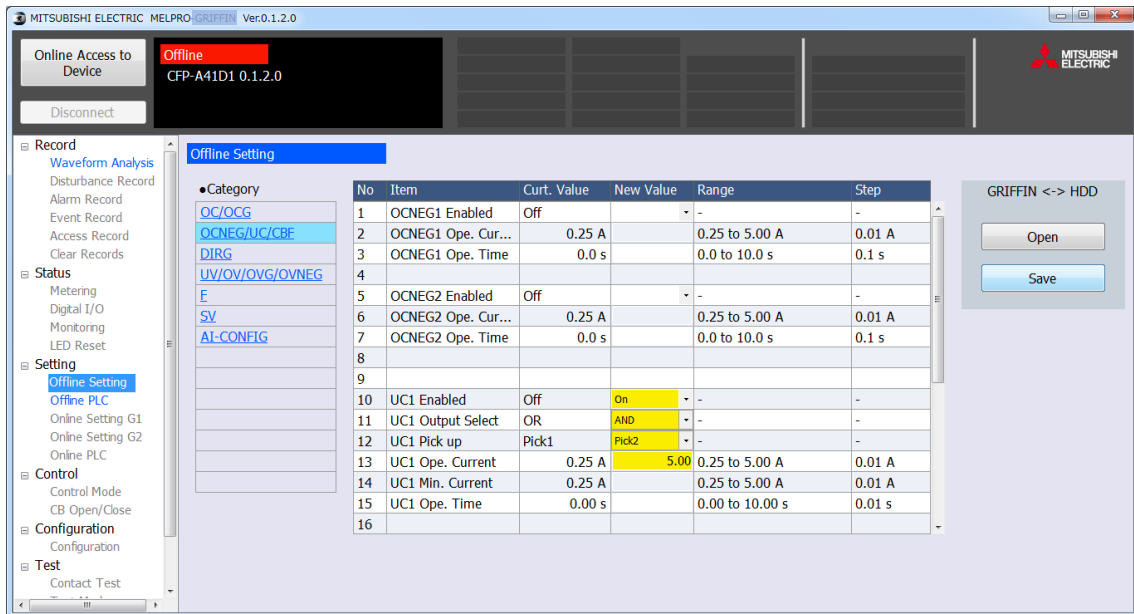 MITSUBISHI ELECTRIC MELPRO-GRIFFIN Ver.0.1.2.0
Online Access to
Device
Disconnect
Offline
CFP-A41D1 0.1.2.0
MITSUBISHI
ELECTRIC
Record
Waveform Analysis
Disturbance Record
Alarm Record
Event Record
Access Record
Clear Records
Status
Metering
Digital I/O
Monitoring
LED Reset
Setting
Offline Setting
Offline PLC
Online Setting G1
Online Setting G2
Online PLC
Control
Control Mode
CB Open/Close
Configuration
Configuration
Test
Contact Test
Offline Setting
●Category
OC/OCG
OCNEG/UC/CBF
DIRG
UV/OV/OVG/OVNEG
F
SV
AI-CONFIG
No Item Curt. Value New Value Range Step
1 OCNEG1 Enabled Off - -
2 OCNEG1 Ope. Cur... 0.25 A 0.25 to 5.00 A 0.01 A
3 OCNEG1 Ope. Time 0.0 s 0.0 to 10.0 s 0.1 s
4
5 OCNEG2 Enabled Off - -
6 OCNEG2 Ope. Cur... 0.25 A 0.25 to 5.00 A 0.01 A
7 OCNEG2 Ope. Time 0.0 s 0.0 to 10.0 s 0.1 s
8
9
10 UC1 Enabled Off On - -
11 UC1 Output Select OR AND - -
12 UC1 Pick up Pick1 Pick2 - -
13 UC1 Ope. Current 0.25 A 5.00 0.25 to 5.00 A 0.01 A
14 UC1 Min. Current 0.25 A 0.25 to 5.00 A 0.01 A
15 UC1 Ope. Time 0.00 s 0.00 to 10.00 s 0.01 s
16
GRIFFIN <-> HDD
Open
Save